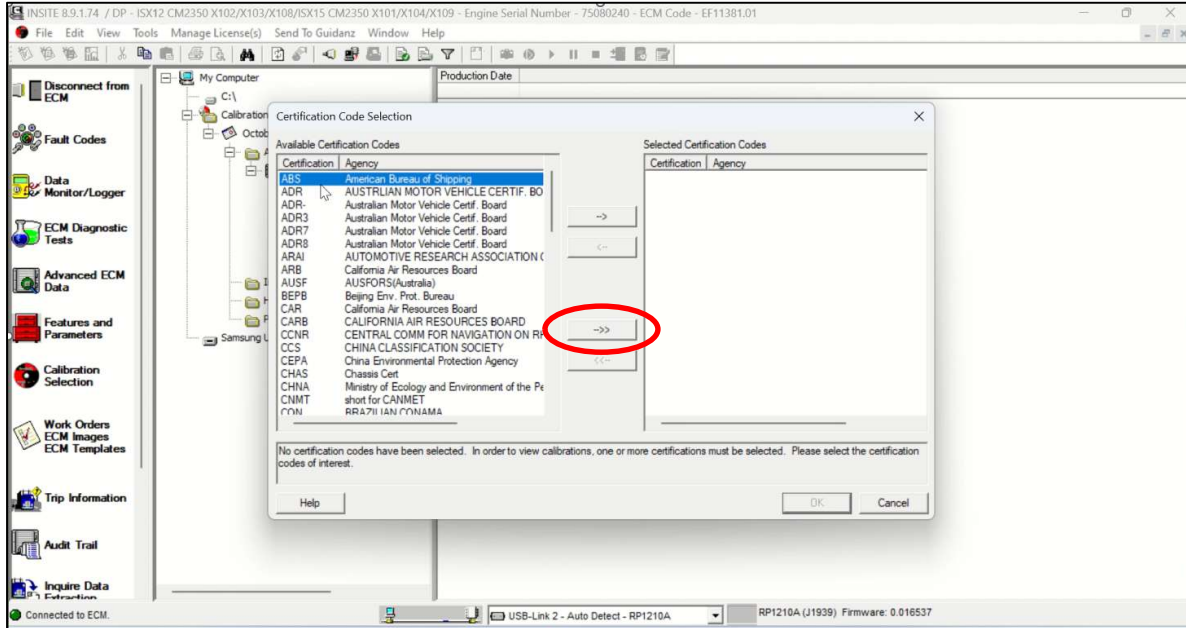 INSITE 8.9.1.74 / DP - ISX12 CM2350 X102/X103/X108/ISX15 CM2350 X101/X104/X109 - Engine Serial Number - 75080240 - ECM Code - EF11381.01
File Edit View Tools Manage License(s) Send To Guidanz Window Help
Disconnect from
ECM
Fault Codes
Data
Monitor/Logger
ECM Diagnostic
Tests
Advanced ECM
Data
Features and
Parameters
Calibration
Selection
Work Orders
ECM Images
ECM Templates
Trip Information
Audit Trail
Inquire Data
Extraction
My Computer
C:\
Calibration
Octob
Samsung U
Production Date
Certification Code Selection
Available Certification Codes
Certification Agency
ABS American Bureau of Shipping
ADR AUSTRLIAN MOTOR VEHICLE CERTIF. BO
ADR- Australian Motor Vehicle Certif. Board
ADR3 Australian Motor Vehicle Certif. Board
ADR7 Australian Motor Vehicle Certif. Board
ADR8 Australian Motor Vehicle Certif. Board
ARAI AUTOMOTIVE RESEARCH ASSOCIATION (
ARB California Air Resources Board
AUSF AUSFORS(Australia)
BEPB Beijing Env. Prot. Bureau
CAR California Air Resources Board
CARB CALIFORNIA AIR RESOURCES BOARD
CCNR CENTRAL COMM FOR NAVIGATION ON RH
CCS CHINA CLASSIFICATION SOCIETY
CEPA China Environmental Protection Agency
CHAS Chassis Cert
CHNA Ministry of Ecology and Environment of the Pe
CNMT short for CANMET
CON BRAZILIAN CONAMA
-->
<--
-->>
<<--
Selected Certification Codes
Certification Agency
No certification codes have been selected. In order to view calibrations, one or more certifications must be selected. Please select the certification
codes of interest.
Help
OK
Cancel
Connected to ECM.
USB-Link 2 - Auto Detect - RP1210A
RP1210A (J1939) Firmware: 0.016537